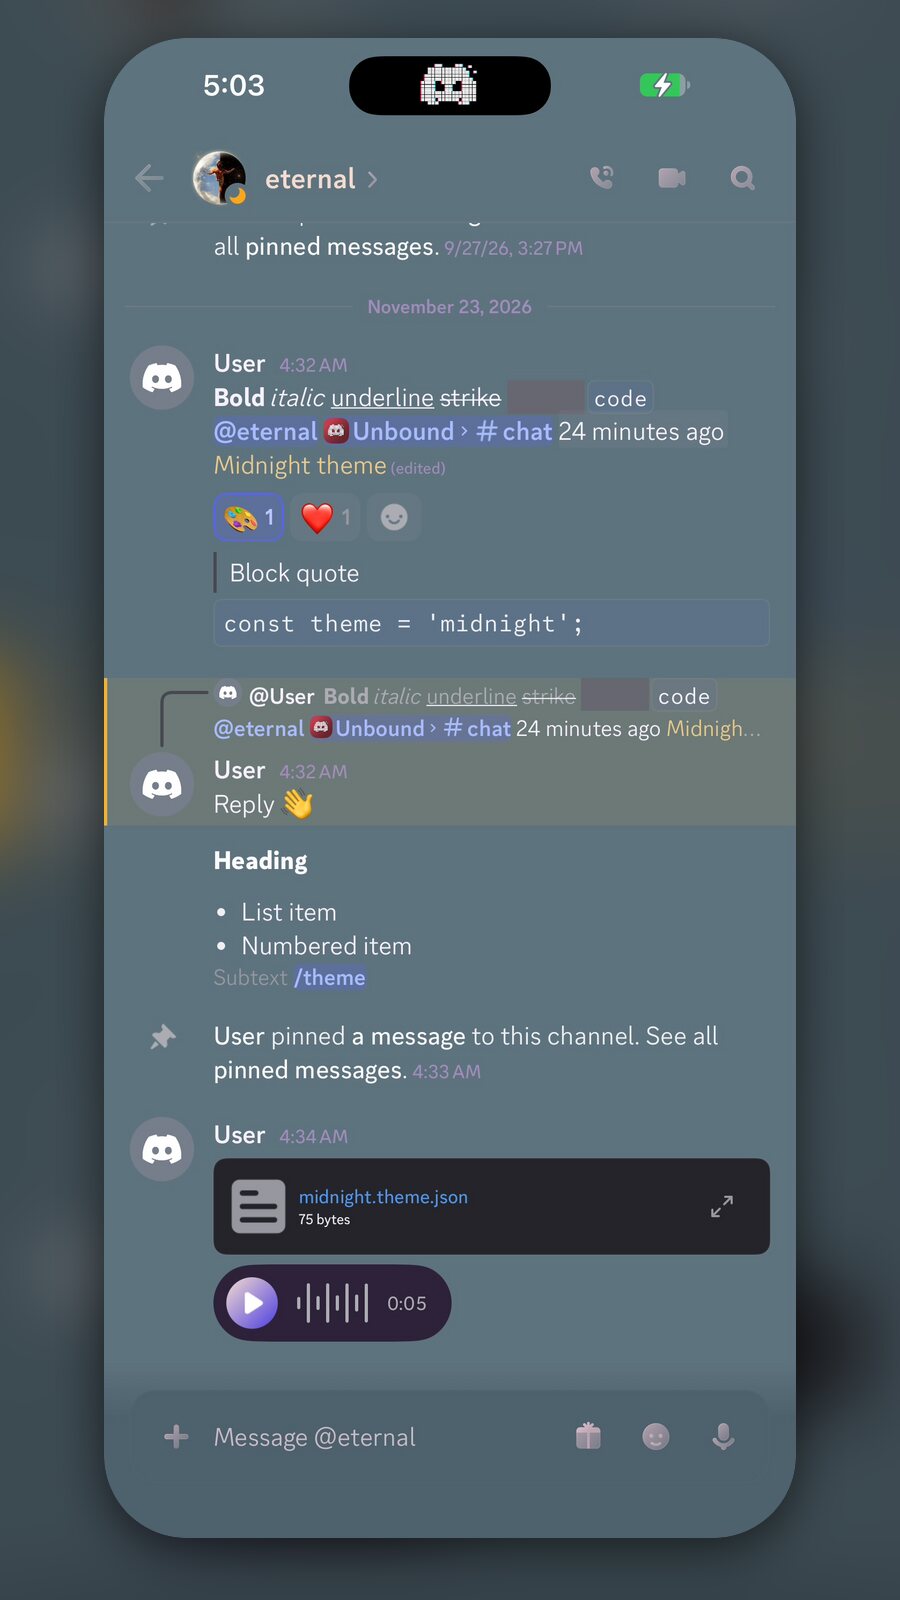 5:03
eternal
all pinned messages. 9/27/26, 3:27 PM
November 23, 2026
User 4:32 AM
Bold italic underline strike code
@eternal Unbound › # chat 24 minutes ago
Midnight theme (edited)
1 1
Block quote
const theme = 'midnight';
@User Bold italic underline strike code
@eternal Unbound › # chat 24 minutes ago Midnigh...
User 4:32 AM
Reply 👋
Heading
• List item
• Numbered item
Subtext /theme
User pinned a message to this channel. See all
pinned messages. 4:33 AM
User 4:34 AM
midnight.theme.json
75 bytes
0:05
Message @eternal